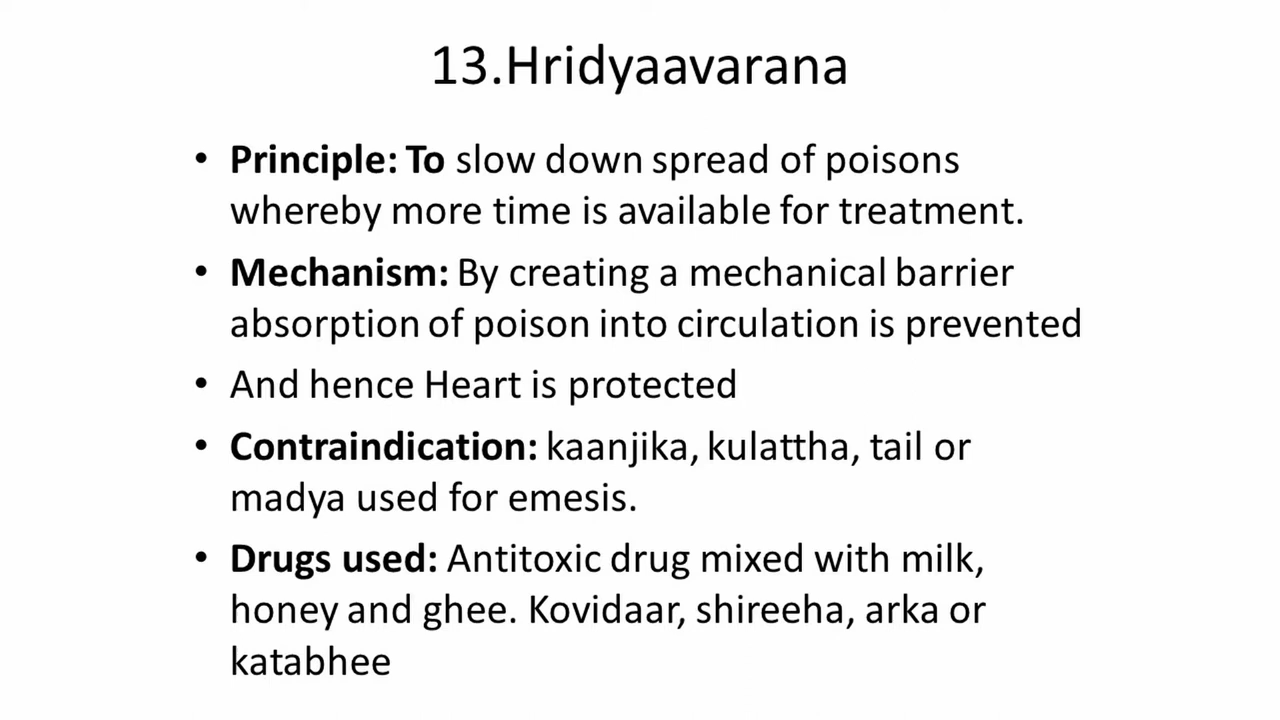 13.Hridyaavarana
• Principle: To slow down spread of poisons
whereby more time is available for treatment.
• Mechanism: By creating a mechanical barrier
absorption of poison into circulation is prevented
• And hence Heart is protected
• Contraindication: kaanjika, kulattha, tail or
madya used for emesis.
• Drugs used: Antitoxic drug mixed with milk,
honey and ghee. Kovidaar, shireeha, arka or
katabhee